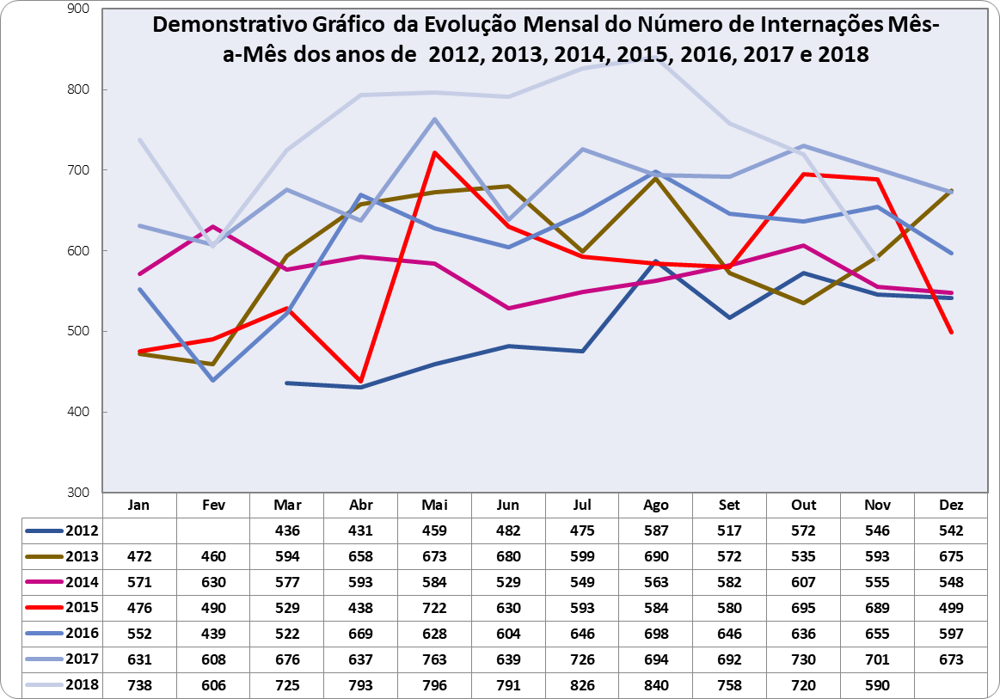 Demonstrativo Gráfico da Evolução Mensal do Número de Internações Mês-
a-Mês dos anos de 2012, 2013, 2014, 2015, 2016, 2017 e 2018
900
800
700
600
500
400
300
Jan Fev Mar Abr Mai Jun Jul Ago Set Out Nov Dez
2012 436 431 459 482 475 587 517 572 546 542
2013 472 460 594 658 673 680 599 690 572 535 593 675
2014 571 630 577 593 584 529 549 563 582 607 555 548
2015 476 490 529 438 722 630 593 584 580 695 689 499
2016 552 439 522 669 628 604 646 698 646 636 655 597
2017 631 608 676 637 763 639 726 694 692 730 701 673
2018 738 606 725 793 796 791 826 840 758 720 590